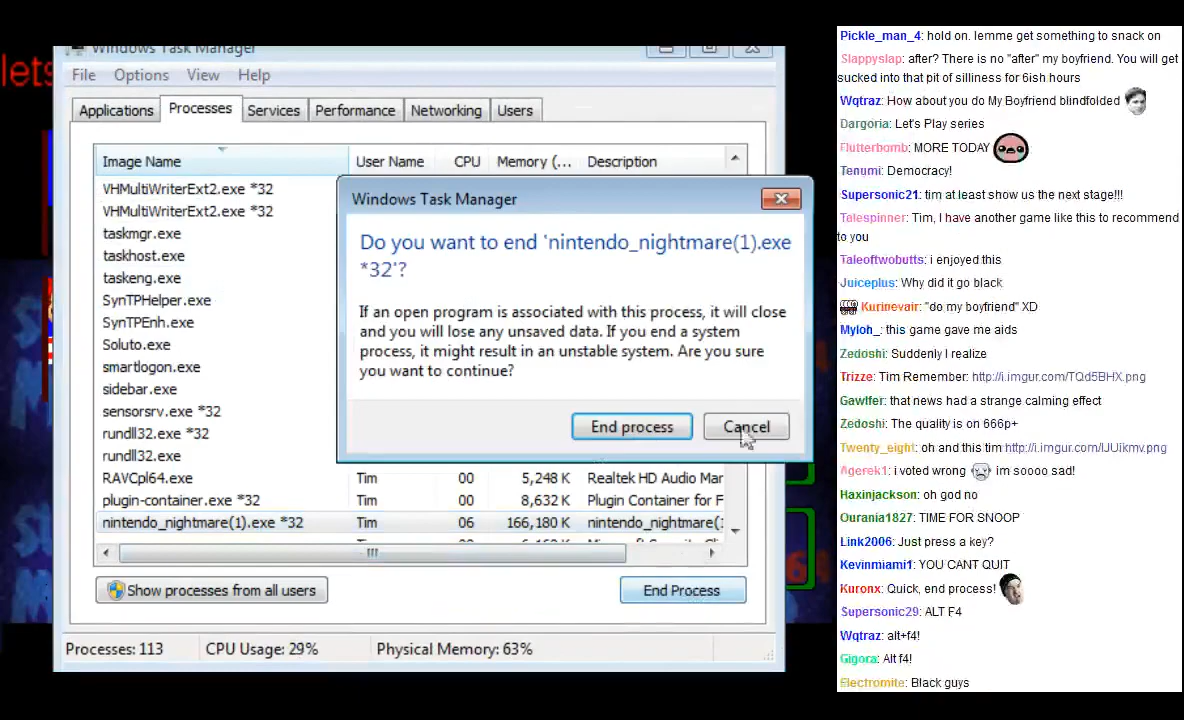 lets
Windows Task Manager
File Options View Help
Applications Processes Services Performance Networking Users
Image Name User Name CPU Memory (... Description
VHMultiWriterExt2.exe *32
VHMultiWriterExt2.exe *32
taskmgr.exe
taskhost.exe
taskeng.exe
SynTPHelper.exe
SynTPEnh.exe
Soluto.exe
smartlogon.exe
sidebar.exe
sensorsrv.exe *32
rundll32.exe *32
rundll32.exe
RAVCpl64.exe Tim 00 5,248 K Realtek HD Audio Mar
plugin-container.exe *32 Tim 00 8,632 K Plugin Container for F
nintendo_nightmare(1).exe *32 Tim 06 166,180 K nintendo_nightmare(1
Show processes from all users End Process
Processes: 113 CPU Usage: 29% Physical Memory: 63%
Windows Task Manager
Do you want to end 'nintendo_nightmare(1).exe
*32'?
If an open program is associated with this process, it will close
and you will lose any unsaved data. If you end a system
process, it might result in an unstable system. Are you sure
you want to continue?
End process Cancel
Pickle_man_4: hold on. lemme get something to snack on
Slappyslap: after? There is no "after" my boyfriend. You will get
sucked into that pit of silliness for 6ish hours
Wqtraz: How about you do My Boyfriend blindfolded
Dargoria: Let's Play series
Flutterbomb: MORE TODAY
Tenumi: Democracy!
Supersonic21: tim at least show us the next stage!!!
Talespinner: Tim, I have another game like this to recommend
to you
Taleoftwobutts: i enjoyed this
Juiceplus: Why did it go black
Kurinevair: "do my boyfriend" XD
Myloh_: this game gave me aids
Zedoshi: Suddenly I realize
Trizze: Tim Remember: http://i.imgur.com/TQd5BHX.png
Gawlfer: that news had a strange calming effect
Zedoshi: The quality is on 666p+
Twenty_eight: oh and this tim http://i.imgur.com/IJUikmv.png
Agerek1: i voted wrong im soooo sad!
Haxinjackson: oh god no
Ourania1827: TIME FOR SNOOP
Link2006: Just press a key?
Kevinmiami1: YOU CANT QUIT
Kuronx: Quick, end process!
Supersonic29: ALT F4
Wqtraz: alt+f4!
Gigora: Alt f4!
Electromite: Black guys